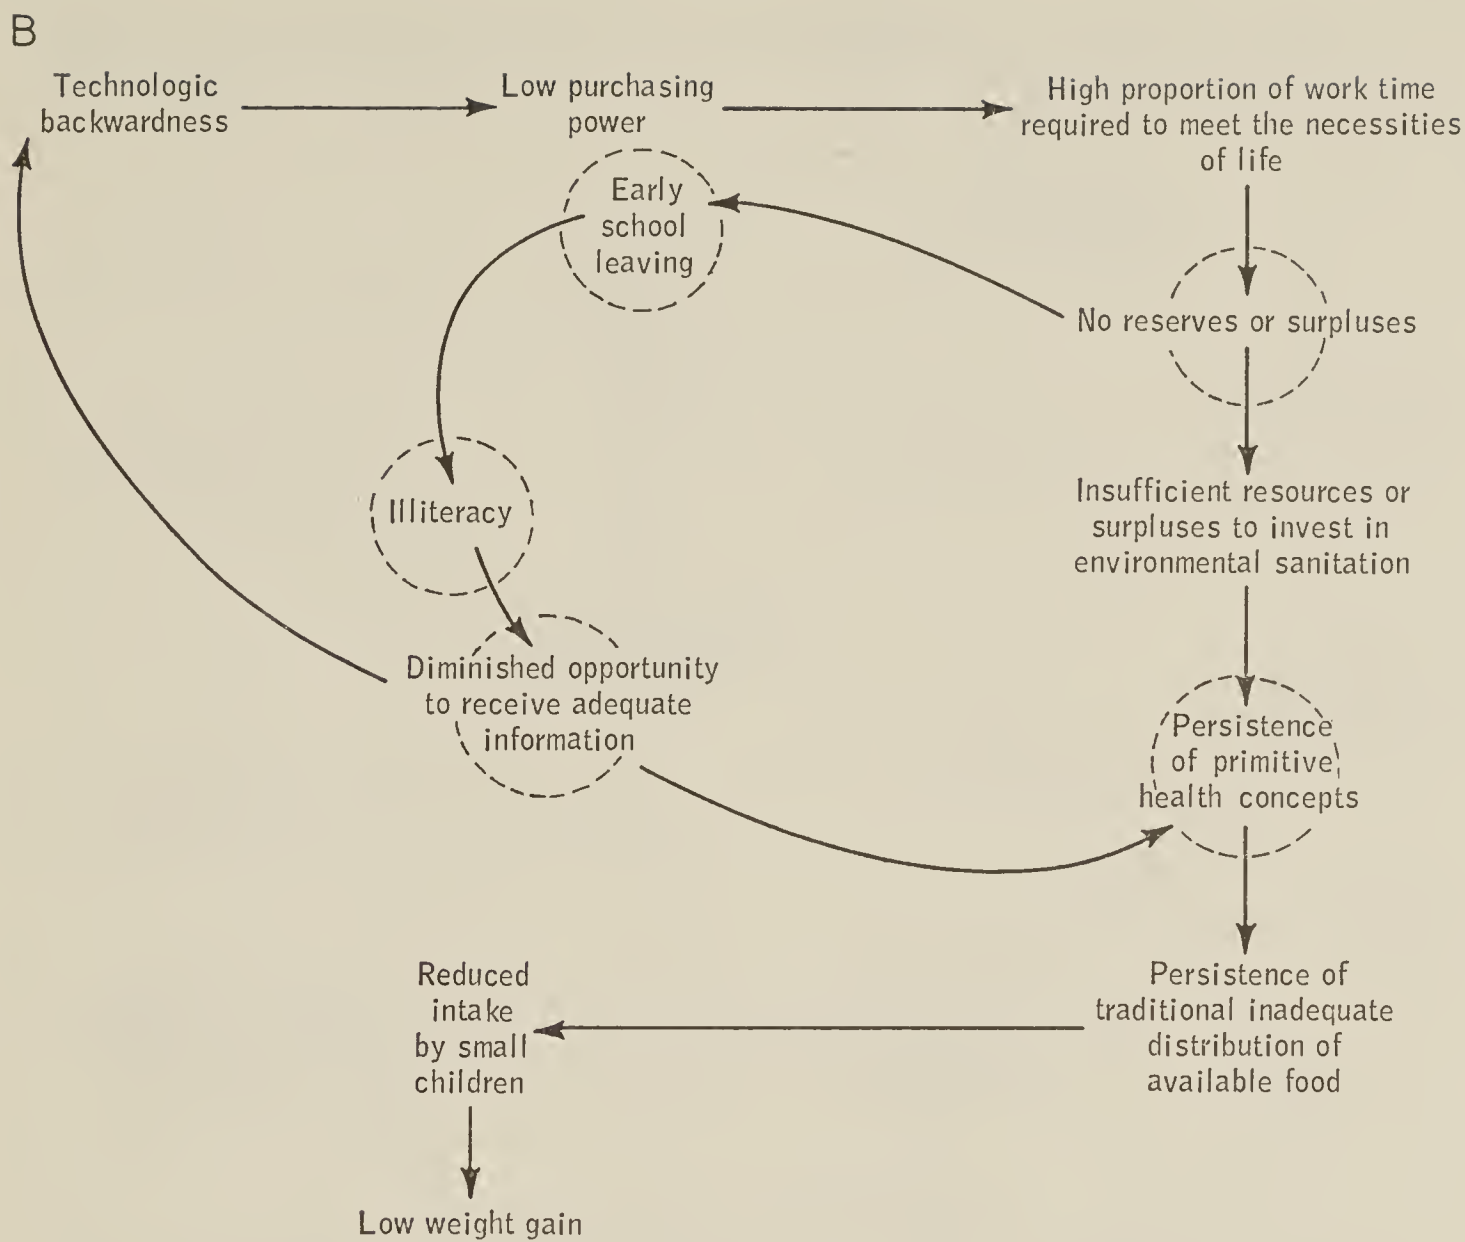 B
Technologic
backwardness
Low purchasing
power
High proportion of work time
required to meet the necessities
of life
Early
school
leaving
No reserves or surpluses
Illiteracy
Insufficient resources or
surpluses to invest in
environmental sanitation
Diminished opportunity
to receive adequate
information
Persistence
of primitive
health concepts
Reduced
intake
by small
children
Persistence of
traditional inadequate
distribution of
available food
Low weight gain